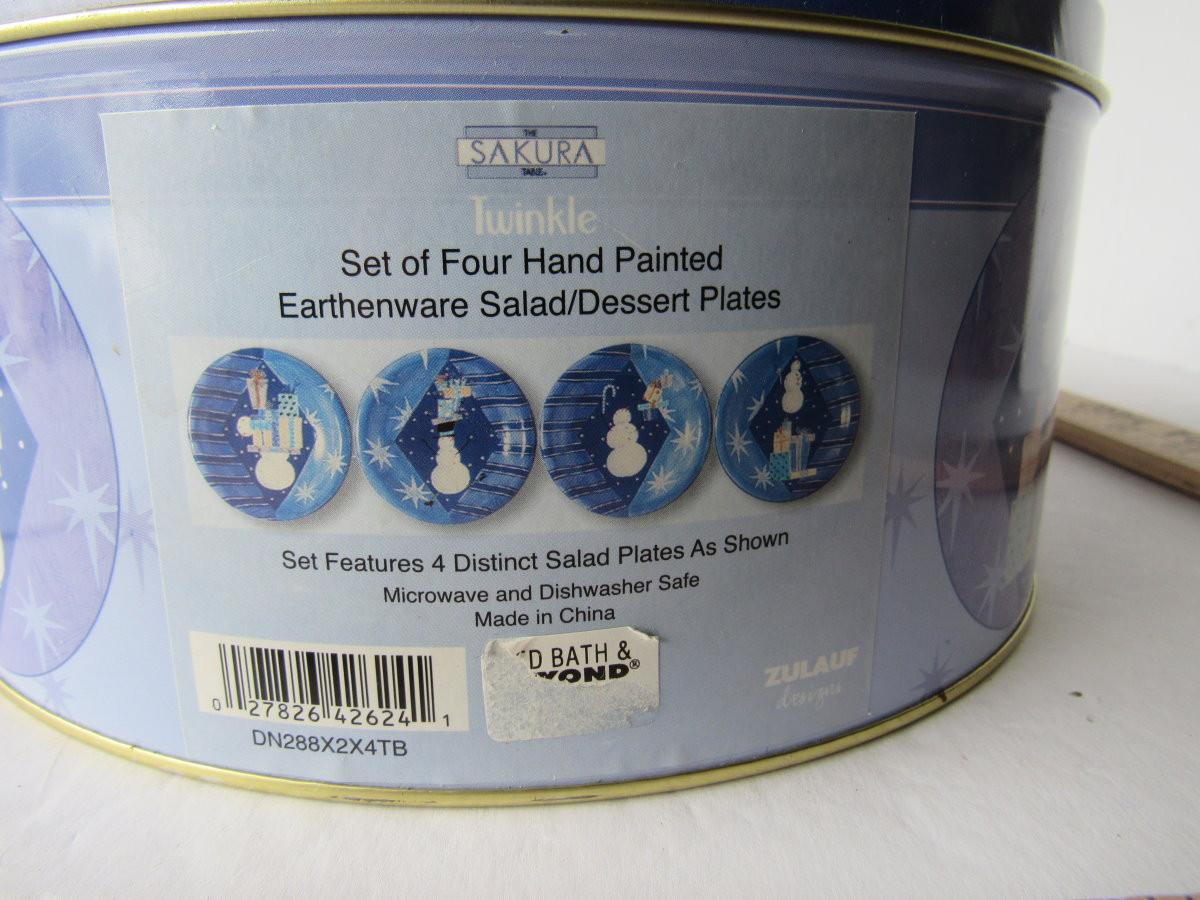 THE
SAKURA
TABLE®
Twinkle
Set of Four Hand Painted
Earthenware Salad/Dessert Plates
Set Features 4 Distinct Salad Plates As Shown
Microwave and Dishwasher Safe
Made in China
0 27826 42624 1
DN288X2X4TB
D BATH &
YOND®
ZULAUF
designs